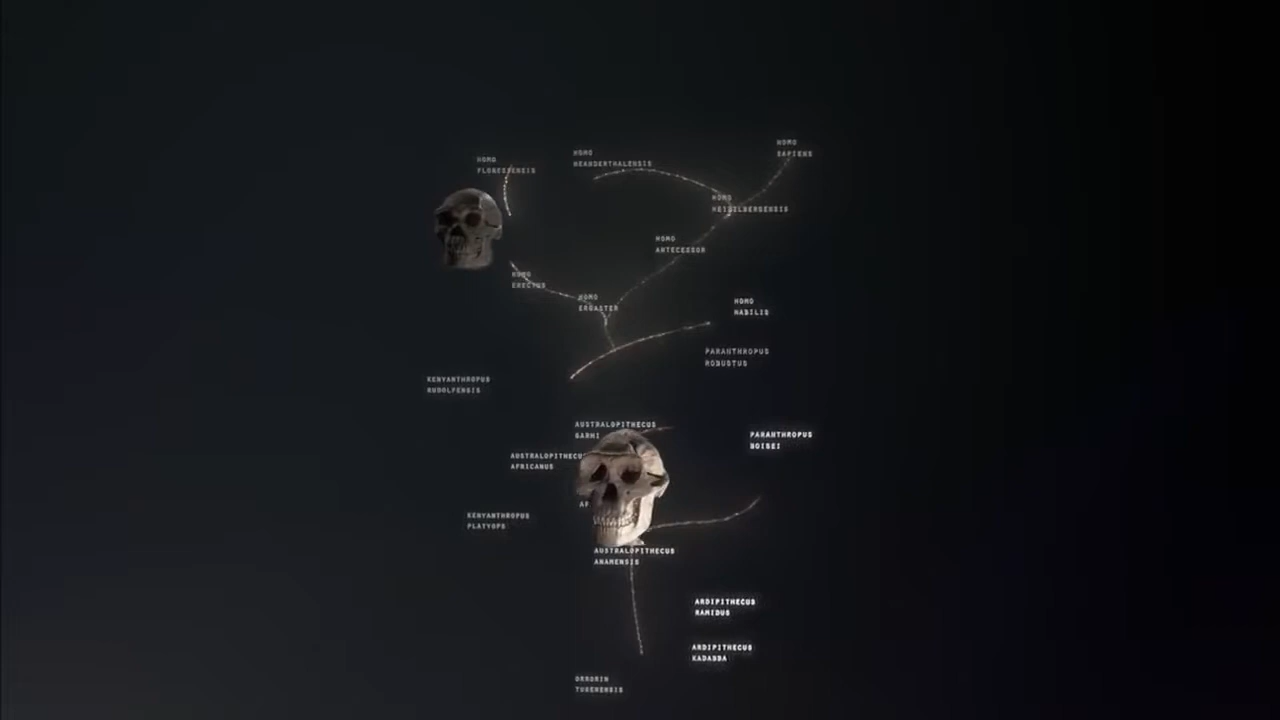 HOMO
SAPIENS
HOMO
NEANDERTHALENSIS
HOMO
FLORESIENSIS
HOMO
HEIDELBERGENSIS
HOMO
ANTECESSOR
HOMO
ERECTUS
HOMO
ERGASTER
HOMO
HABILIS
PARANTHROPUS
ROBUSTUS
KENYANTHROPUS
RUDOLFENSIS
AUSTRALOPITHECUS
GARHI
PARANTHROPUS
BOISEI
AUSTRALOPITHECUS
AFRICANUS
KENYANTHROPUS
PLATYOPS
AUSTRALOPITHECUS
ANAMENSIS
ARDIPITHECUS
RAMIDUS
ARDIPITHECUS
KADABBA
ORRORIN
TUGENENSIS